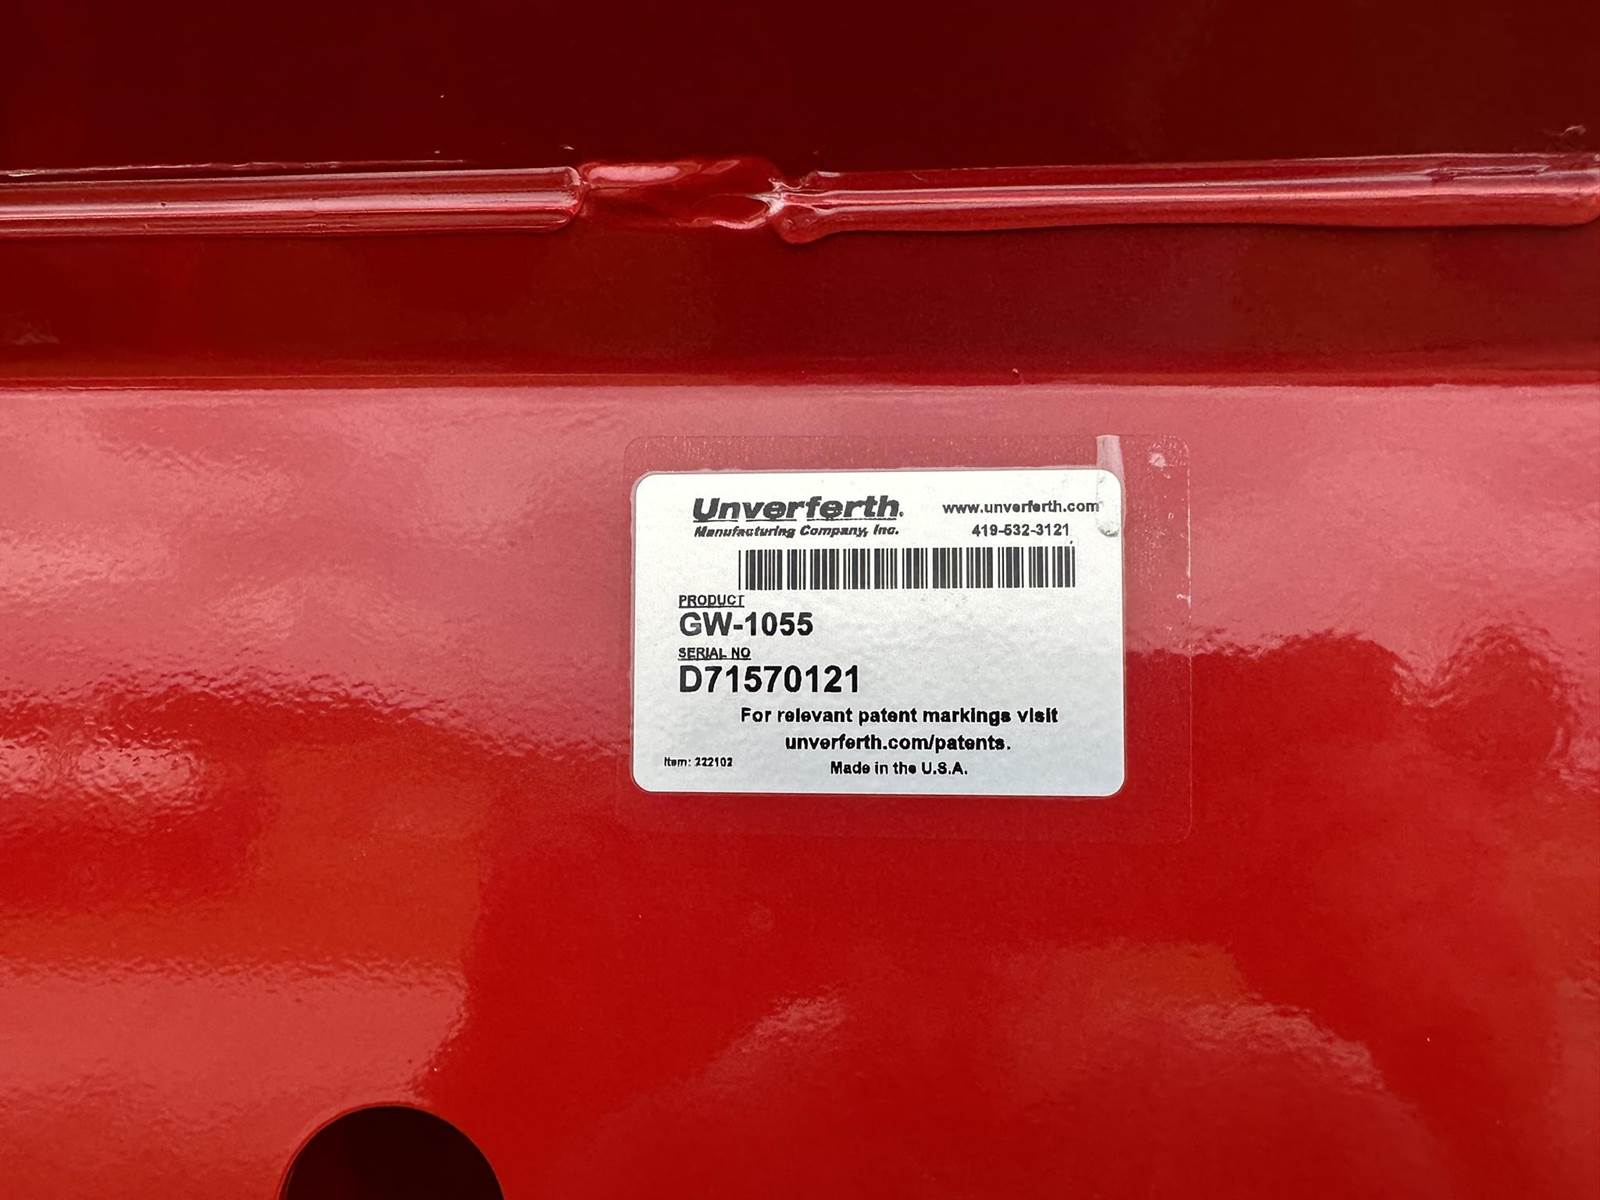 Unverferth. www.unverferth.com
Manufacturing Company, Inc. 419-532-3121
PRODUCT
GW-1055
SERIAL NO
D71570121
For relevant patent markings visit
unverferth.com/patents.
Item: 222102 Made in the U.S.A.